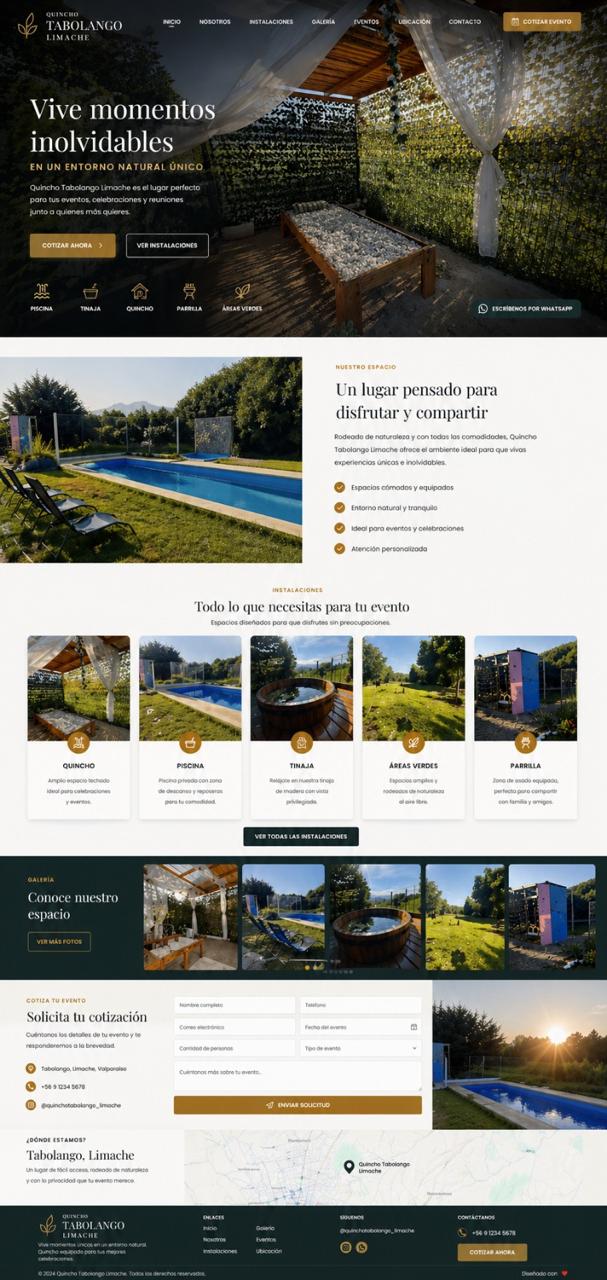 QUINCHO
TABOLANGO
LIMACHE
INICIO
NOSOTROS
INSTALACIONES
GALERÍA
EVENTOS
UBICACIÓN
CONTACTO
COTIZAR EVENTO
Vive momentos
inolvidables
EN UN ENTORNO NATURAL ÚNICO
Quincho Tabolango Limache es el lugar perfecto
para tus eventos, celebraciones y reuniones
junto a quienes más quieres.
COTIZAR AHORA
VER INSTALACIONES
PISCINA
TINAJA
QUINCHO
PARRILLA
ÁREAS VERDES
ESCRÍBENOS POR WHATSAPP
NUESTRO ESPACIO
Un lugar pensado para
disfrutar y compartir
Rodeado de naturaleza y con todas las comodidades, Quincho
Tabolango Limache ofrece el ambiente ideal para que vivas
experiencias únicas e inolvidables.
Espacios cómodos y equipados
Entorno natural y tranquilo
Ideal para eventos y celebraciones
Atención personalizada
INSTALACIONES
Todo lo que necesitas para tu evento
Espacios diseñados para que disfrutes sin preocupaciones.
QUINCHO
Amplio espacio techado
ideal para celebraciones
y eventos.
PISCINA
Piscina privada con zona
de descanso y reposeras
para tu comodidad.
TINAJA
Relájate en nuestra tinaja
de madera con vista
privilegiada.
ÁREAS VERDES
Espacios amplios y
rodeados de naturaleza
al aire libre.
PARRILLA
Zona de asado equipada,
perfecta para compartir
con familia y amigos.
VER TODAS LAS INSTALACIONES
GALERÍA
Conoce nuestro
espacio
VER MÁS FOTOS
COTIZA TU EVENTO
Solicita tu cotización
Cuéntanos los detalles de tu evento y te
responderemos a la brevedad.
Tabolango, Limache, Valparaíso
+56 9 1234 5678
@quinchotabolango_limache
Nombre completo
Teléfono
Correo electrónico
Fecha del evento
Cantidad de personas
Tipo de evento
Cuéntanos más sobre tu evento...
ENVIAR SOLICITUD
¿DÓNDE ESTAMOS?
Tabolango, Limache
Un lugar de fácil acceso, rodeado de naturaleza
y con la privacidad que tu evento merece.
Quincho Tabolango
Limache
QUINCHO
TABOLANGO
LIMACHE
Vive momentos únicos en un entorno natural.
Quincho equipado para tus mejores
celebraciones.
ENLACES
Inicio
Nosotros
Instalaciones
Galería
Eventos
Ubicación
SÍGUENOS
@quinchotabolango_limache
CONTÁCTANOS
+56 9 1234 5678
COTIZAR AHORA
© 2024 Quincho Tabolango Limache. Todos los derechos reservados.
Diseñado con